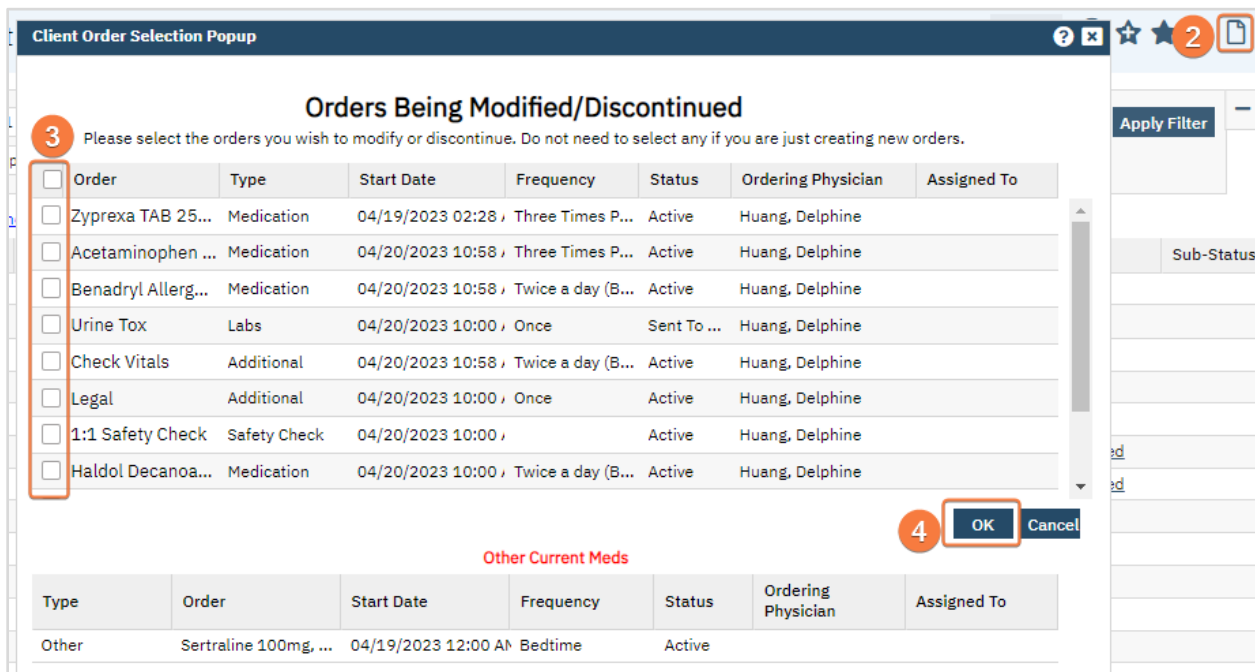 Client Order Selection Popup
2
Orders Being Modified/Discontinued
3
Please select the orders you wish to modify or discontinue. Do not need to select any if you are just creating new orders.
Apply Filter
Order Type Start Date Frequency Status Ordering Physician Assigned To
Zyprexa TAB 25... Medication 04/19/2023 02:28 Three Times P... Active Huang, Delphine
Acetaminophen ... Medication 04/20/2023 10:58 Three Times P... Active Huang, Delphine
Sub-Status
Benadryl Allerg... Medication 04/20/2023 10:58 Twice a day (B... Active Huang, Delphine
Urine Tox Labs 04/20/2023 10:00 Once Sent To ... Huang, Delphine
Check Vitals Additional 04/20/2023 10:58 Twice a day (B... Active Huang, Delphine
Legal Additional 04/20/2023 10:00 Once Active Huang, Delphine
1:1 Safety Check Safety Check 04/20/2023 10:00 Active Huang, Delphine
ed
Haldol Decanoa... Medication 04/20/2023 10:00 Twice a day (B... Active Huang, Delphine
ed
4
OK Cancel
Other Current Meds
Type Order Start Date Frequency Status Ordering Physician Assigned To
Other Sertraline 100mg, ... 04/19/2023 12:00 AM Bedtime Active